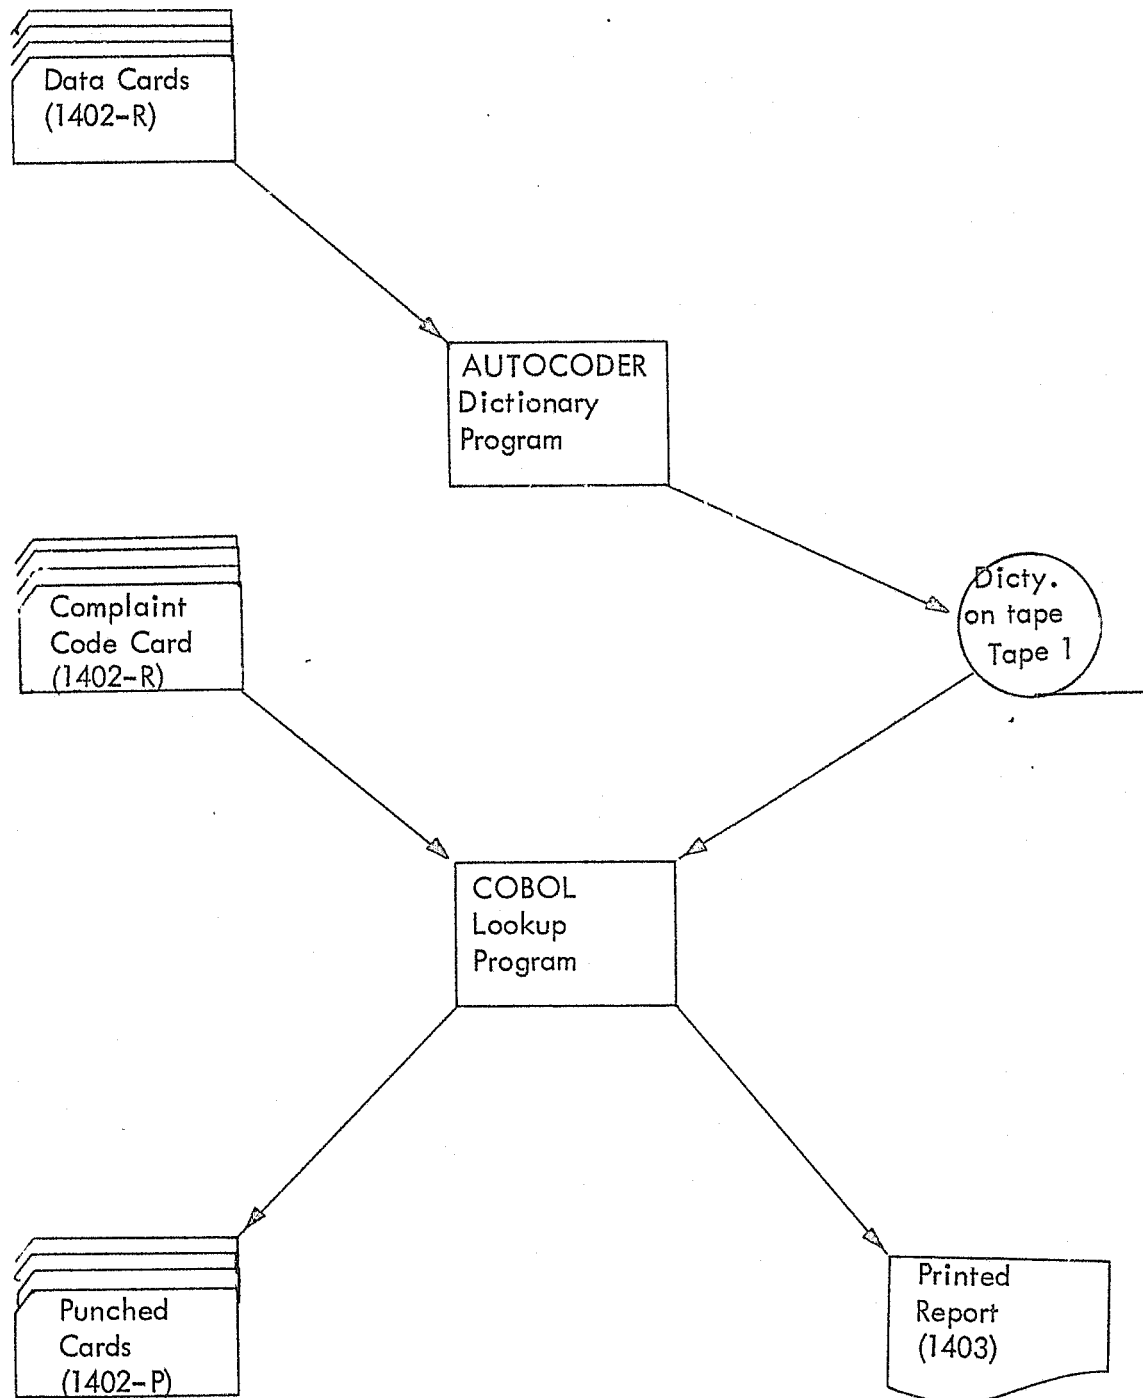 Data Cards
(1402-R)
AUTOCODER
Dictionary
Program
Complaint
Code Card
(1402-R)
Dicty.
on tape
Tape 1
COBOL
Lookup
Program
Punched
Cards
(1402-P)
Printed
Report
(1403)